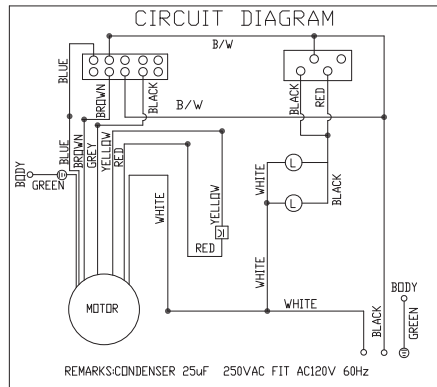 CIRCUIT DIAGRAM
B/W
BLUE
BROWN
BLACK
RED
B/W
BLUE
BROWN
GREY
YELLOW
RED
BODY
GREEN
WHITE
YELLOW
RED
L
WHITE
BLACK
L
WHITE
BODY
MOTOR
WHITE
BLACK
GREEN
REMARKS:CONDENSER 25uF 250VAC FIT AC120V 60Hz